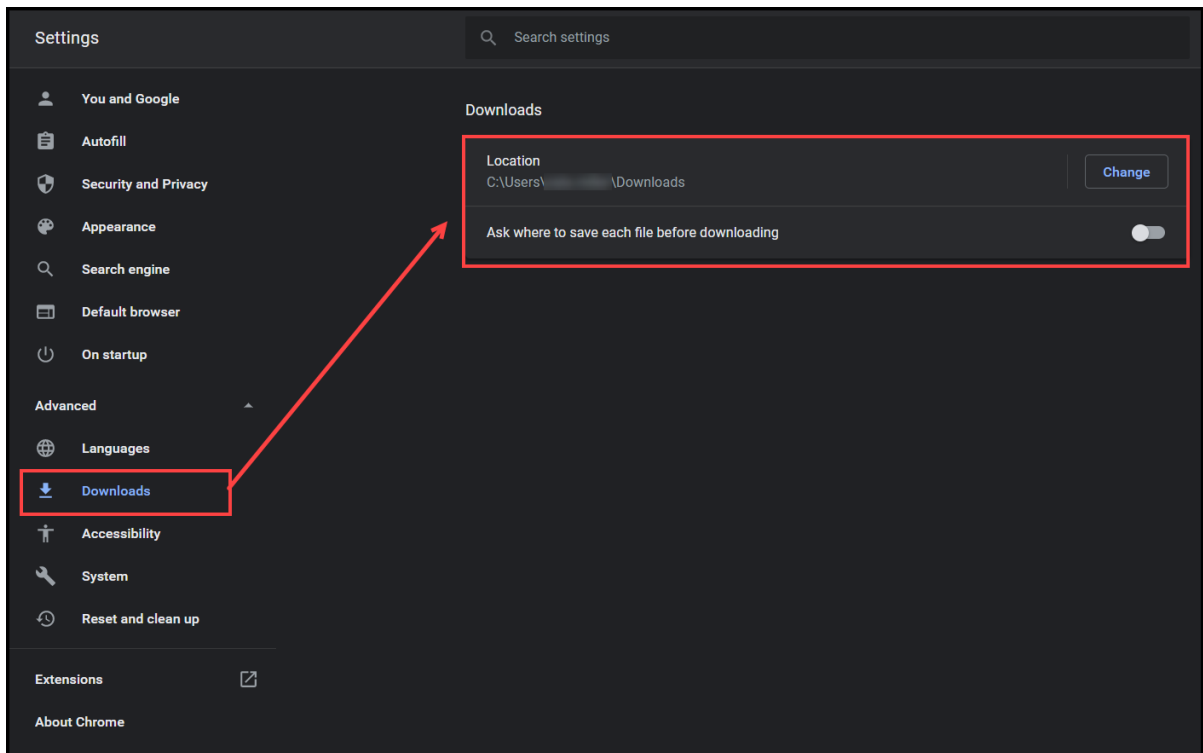 Settings
Search settings
You and Google
Autofill
Security and Privacy
Appearance
Search engine
Default browser
On startup
Advanced
Languages
Downloads
Accessibility
System
Reset and clean up
Extensions
About Chrome
Downloads
Location
Change
C:\Users\ \Downloads
Ask where to save each file before downloading